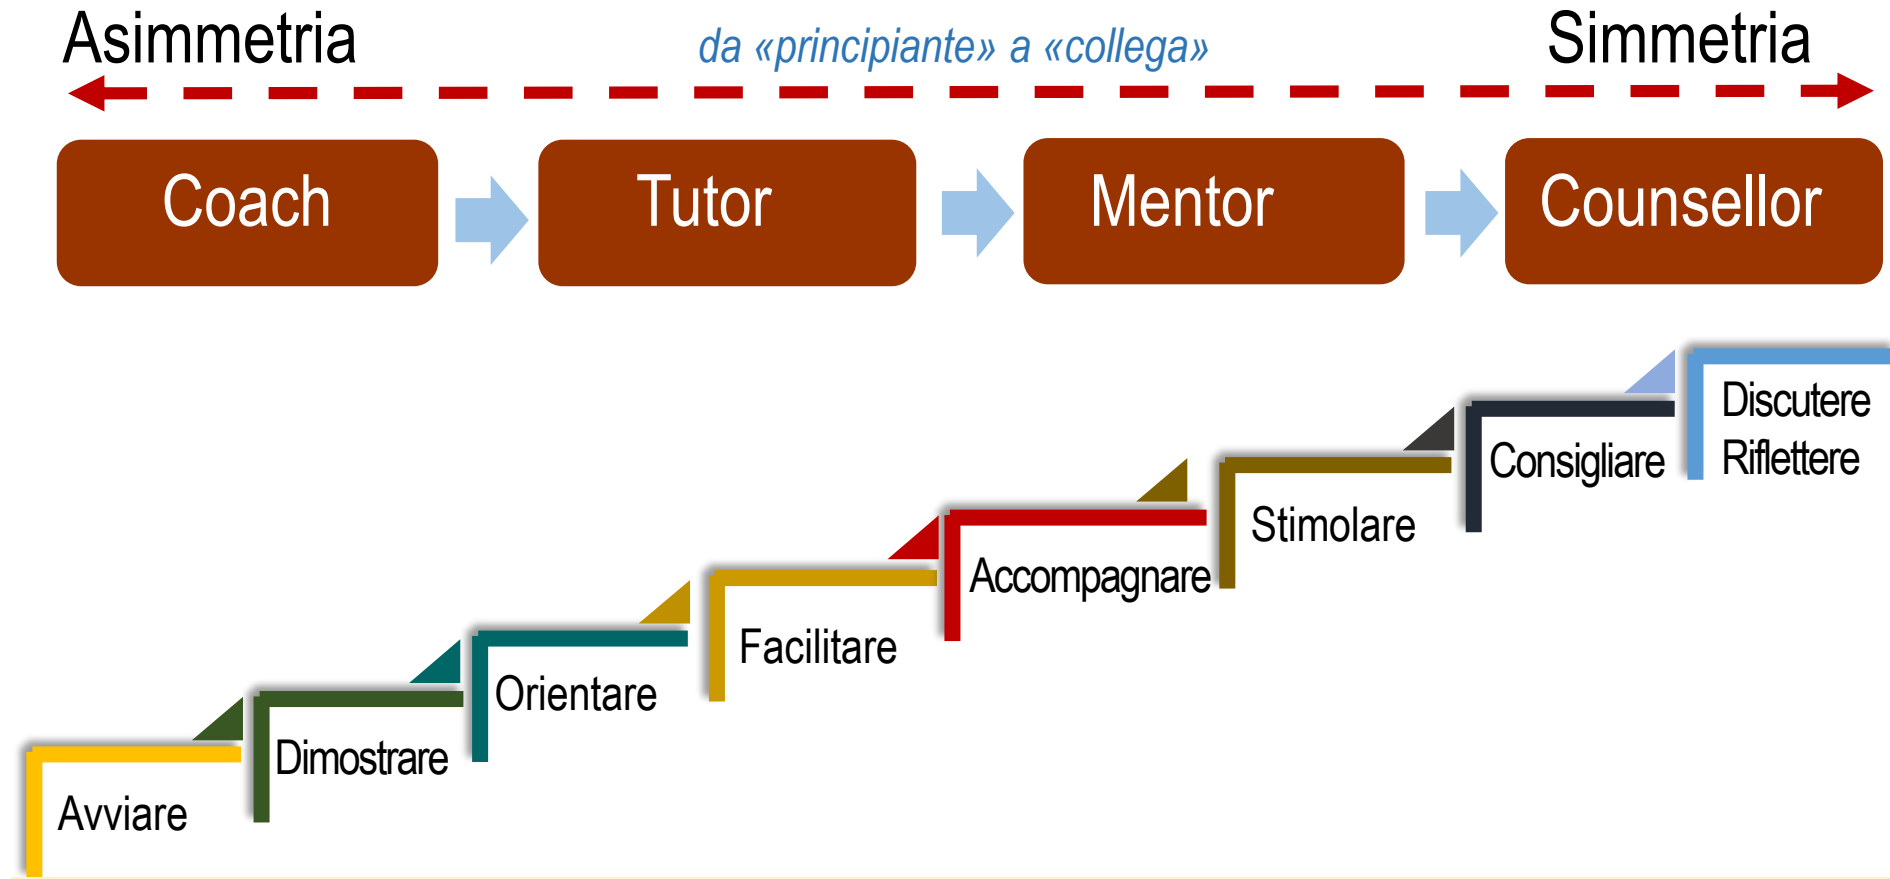 Asimmetria
da «principiante» a «collega»
Simmetria
Coach
Tutor
Mentor
Counsellor
Discutere
Riflettere
Consigliare
Stimolare
Accompagnare
Facilitare
Orientare
Dimostrare
Avviare